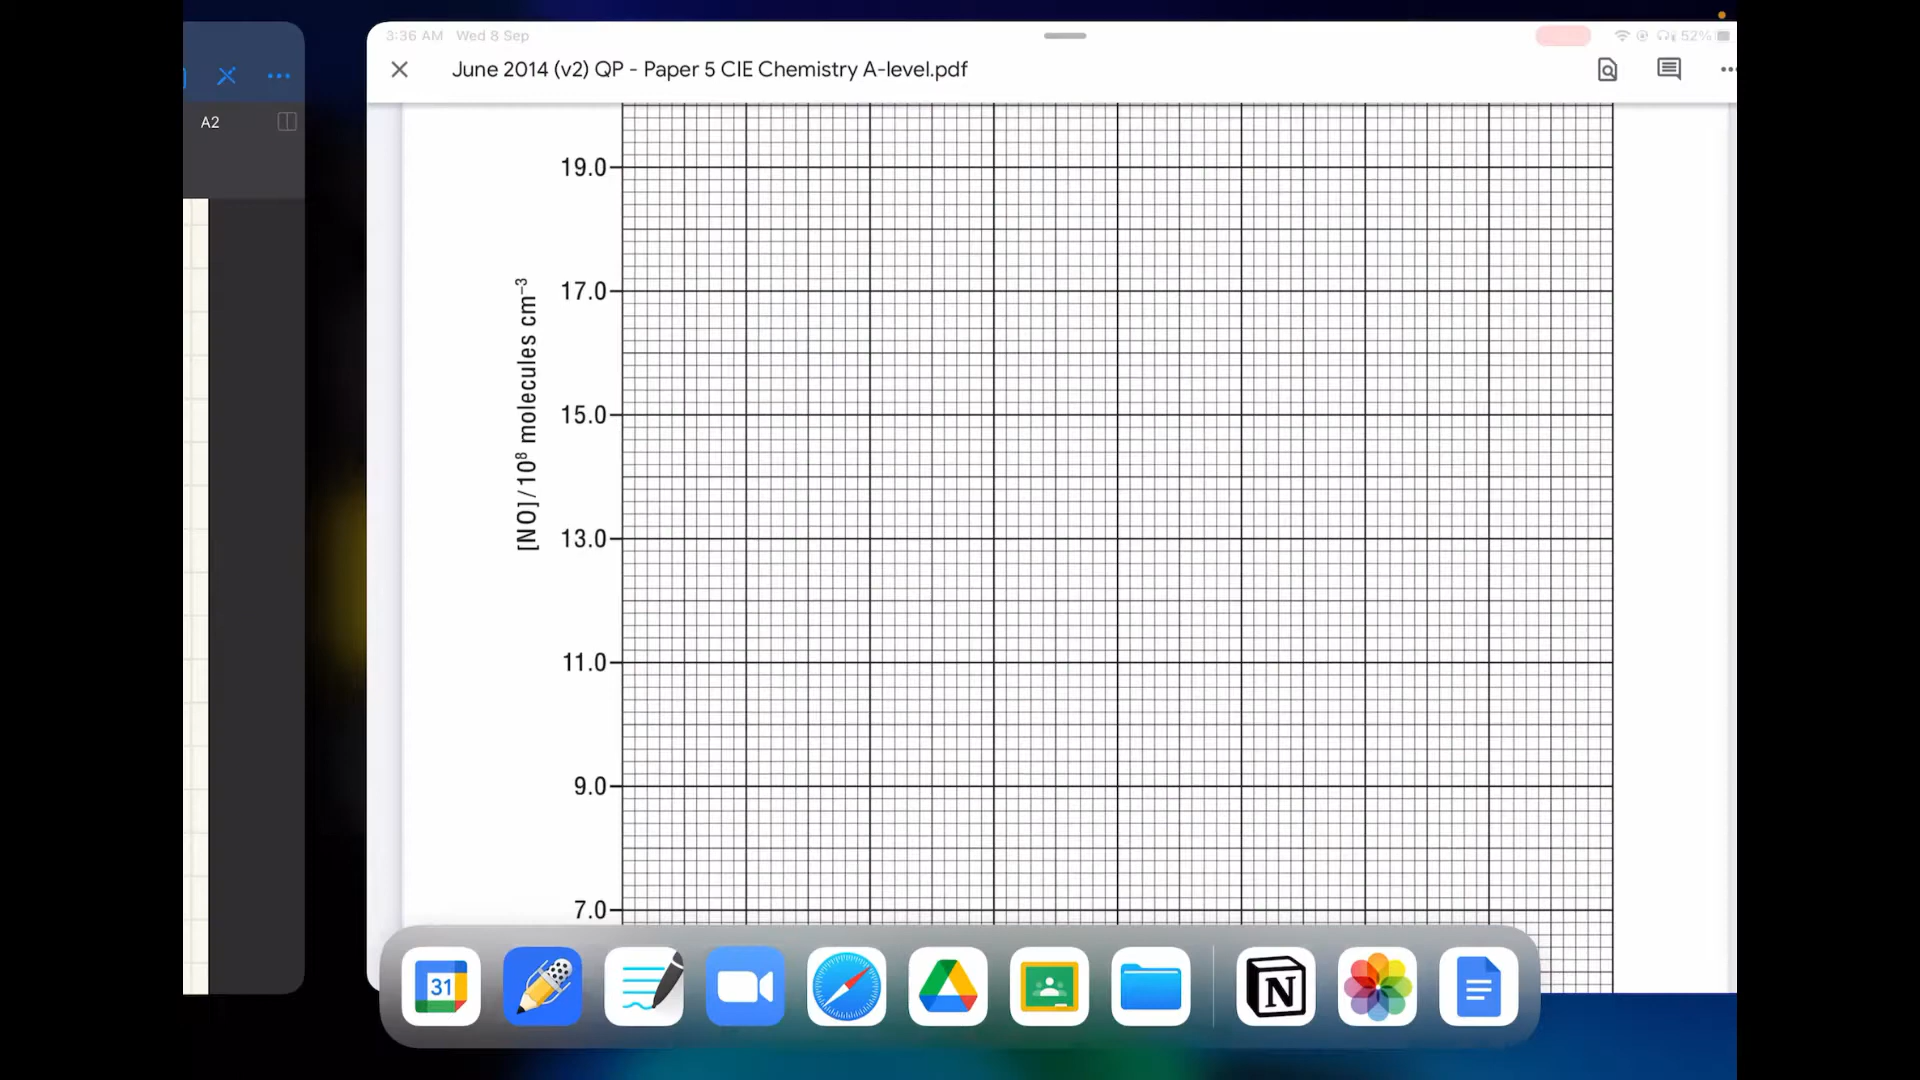 3:36 AM Wed 8 Sep
52%
June 2014 (v2) QP - Paper 5 CIE Chemistry A-level.pdf
A2
[NO]/10⁸ molecules cm⁻³
19.0
17.0
15.0
13.0
11.0
9.0
7.0
31
N